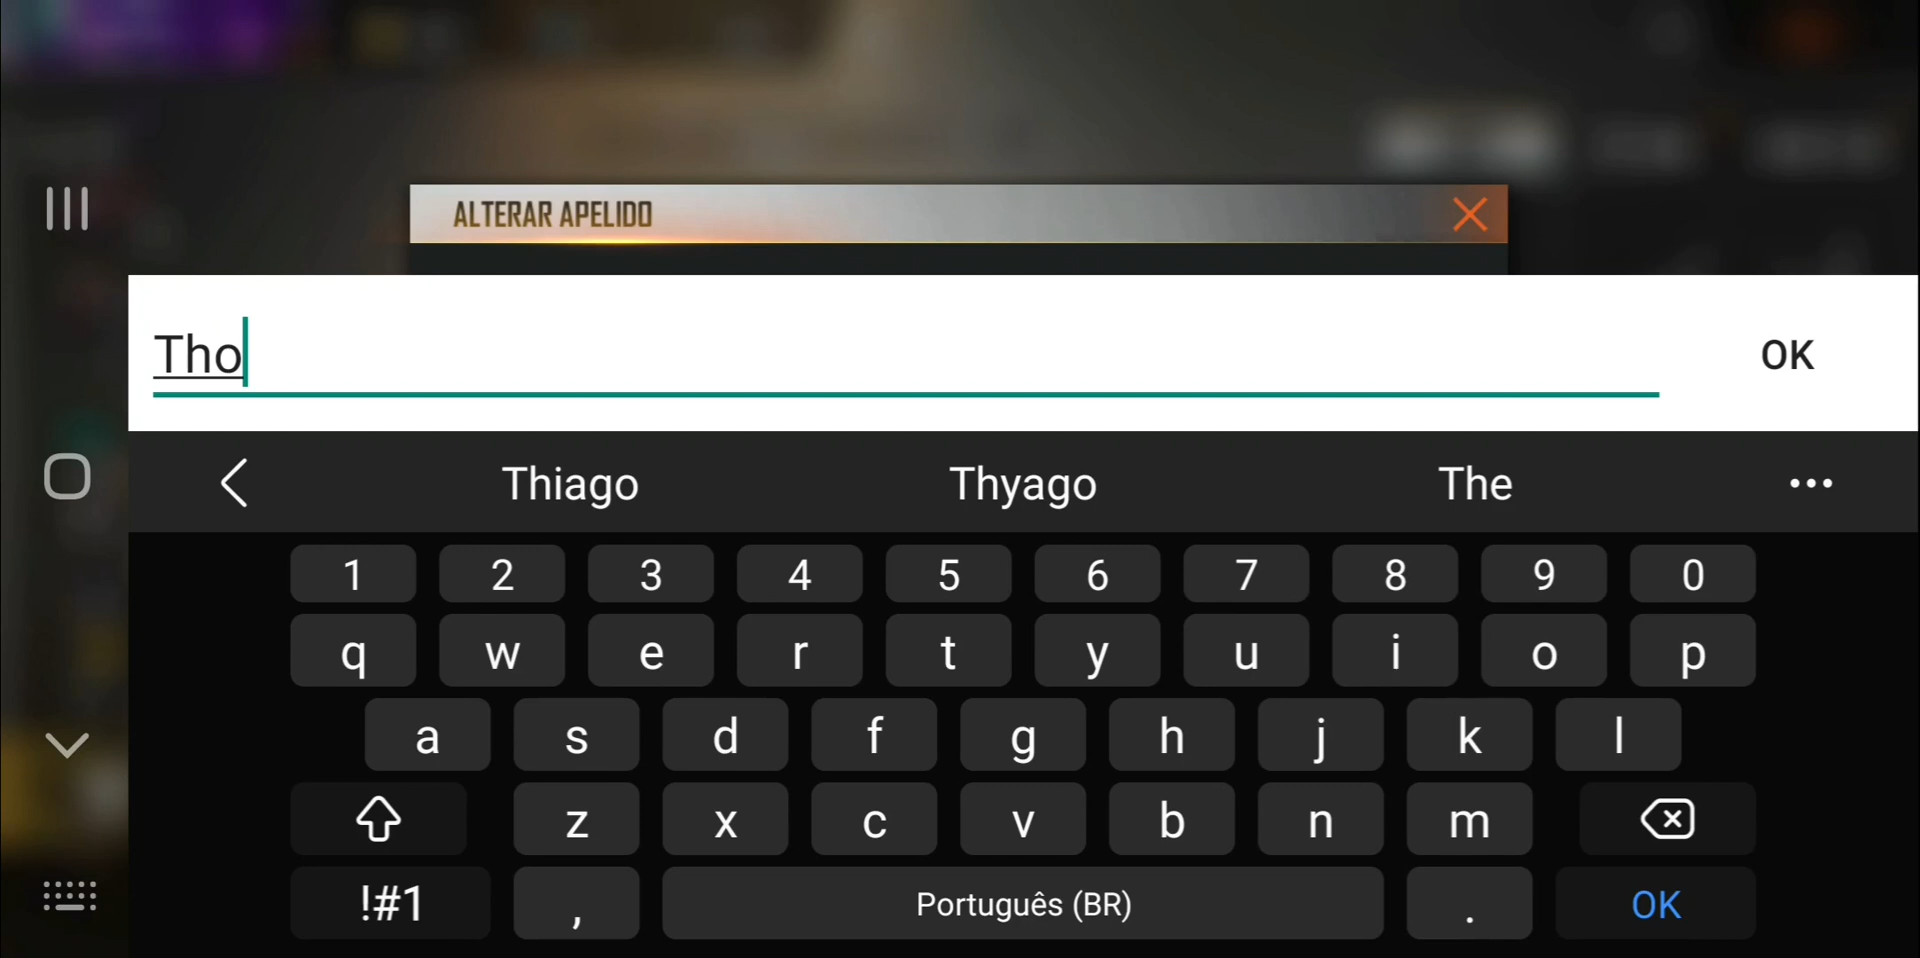 ALTERAR APELIDO
Tho
OK
Thiago Thyago The
1 2 3 4 5 6 7 8 9 0
q w e r t y u i o p
a s d f g h j k l
z x c v b n m
!#1 , Português (BR) . OK